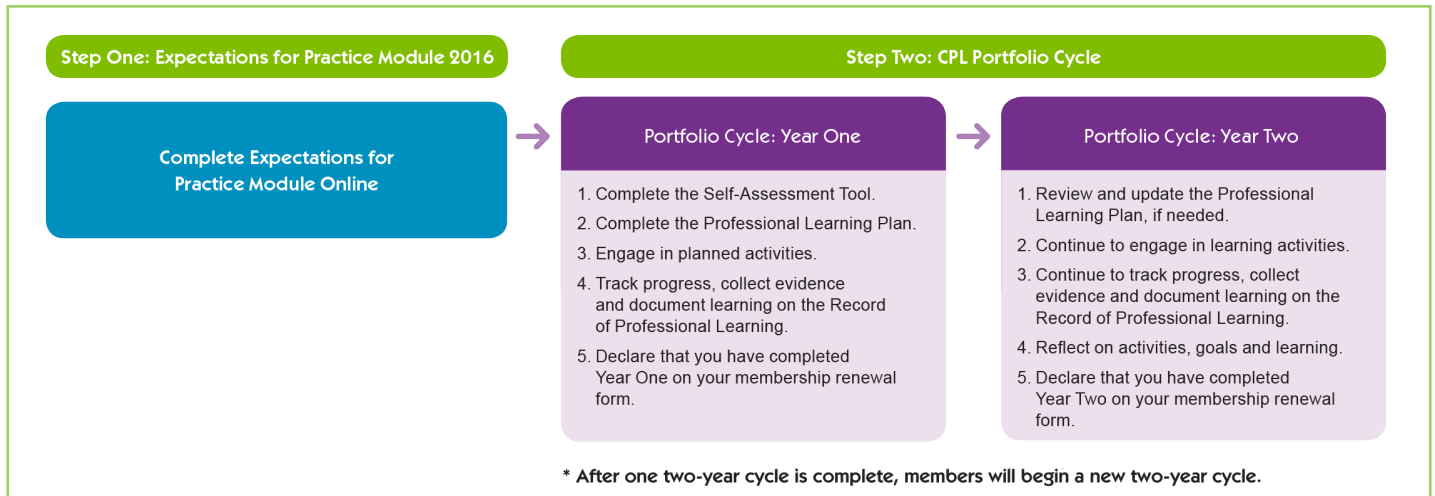 Step One: Expectations for Practice Module 2016
Complete Expectations for
Practice Module Online
Step Two: CPL Portfolio Cycle
Portfolio Cycle: Year One
1. Complete the Self-Assessment Tool.
2. Complete the Professional Learning Plan.
3. Engage in planned activities.
4. Track progress, collect evidence
and document learning on the Record
of Professional Learning.
5. Declare that you have completed
Year One on your membership renewal
form.
Portfolio Cycle: Year Two
1. Review and update the Professional
Learning Plan, if needed.
2. Continue to engage in learning activities.
3. Continue to track progress, collect
evidence and document learning on the
Record of Professional Learning.
4. Reflect on activities, goals and learning.
5. Declare that you have completed
Year Two on your membership renewal
form.
* After one two-year cycle is complete, members will begin a new two-year cycle.